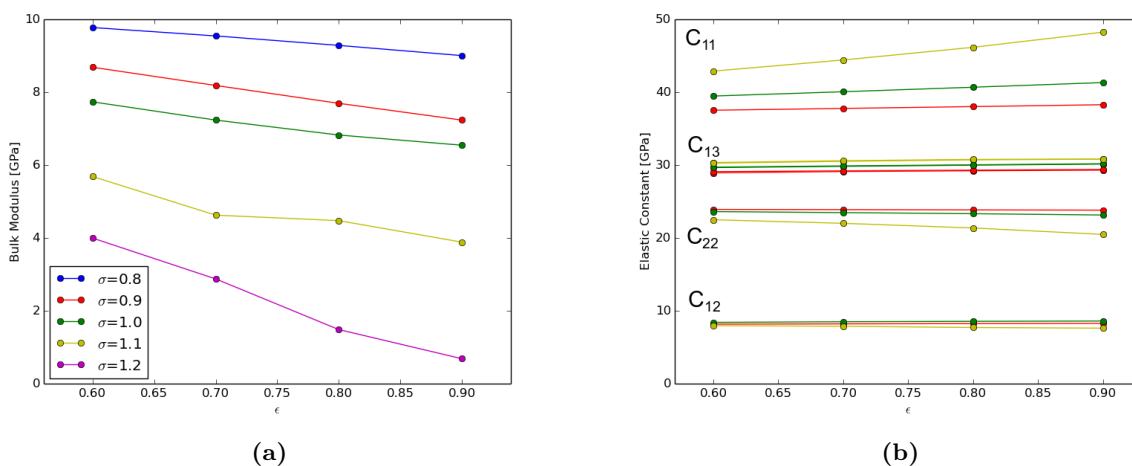 10
8
6
4
2
0
Bulk Modulus [GPa]
σ=0.8
σ=0.9
σ=1.0
σ=1.1
σ=1.2
0.60 0.65 0.70 0.75 0.80 0.85 0.90
ϵ
(a)
50
40
30
20
10
0
Elastic Constant [GPa]
C₁₁
C₁₃
C₂₂
C₁₂
0.60 0.65 0.70 0.75 0.80 0.85 0.90
ϵ
(b)